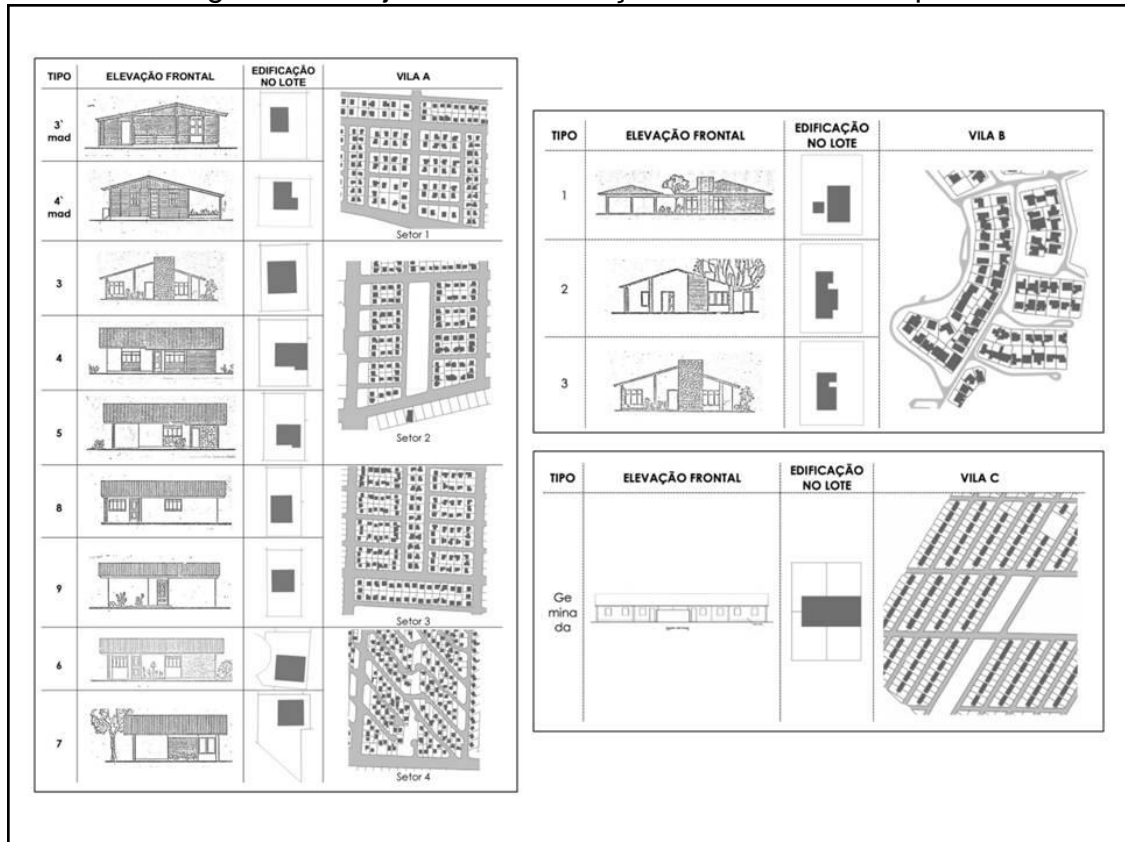 TIPO ELEVAÇÃO FRONTAL EDIFICAÇÃO NO LOTE VILA A
3` mad
4` mad
Setor 1
3
4
5
Setor 2
8
9
Setor 3
6
7
Setor 4
TIPO ELEVAÇÃO FRONTAL EDIFICAÇÃO NO LOTE VILA B
1
2
3
TIPO ELEVAÇÃO FRONTAL EDIFICAÇÃO NO LOTE VILA C
Ge
mina
da